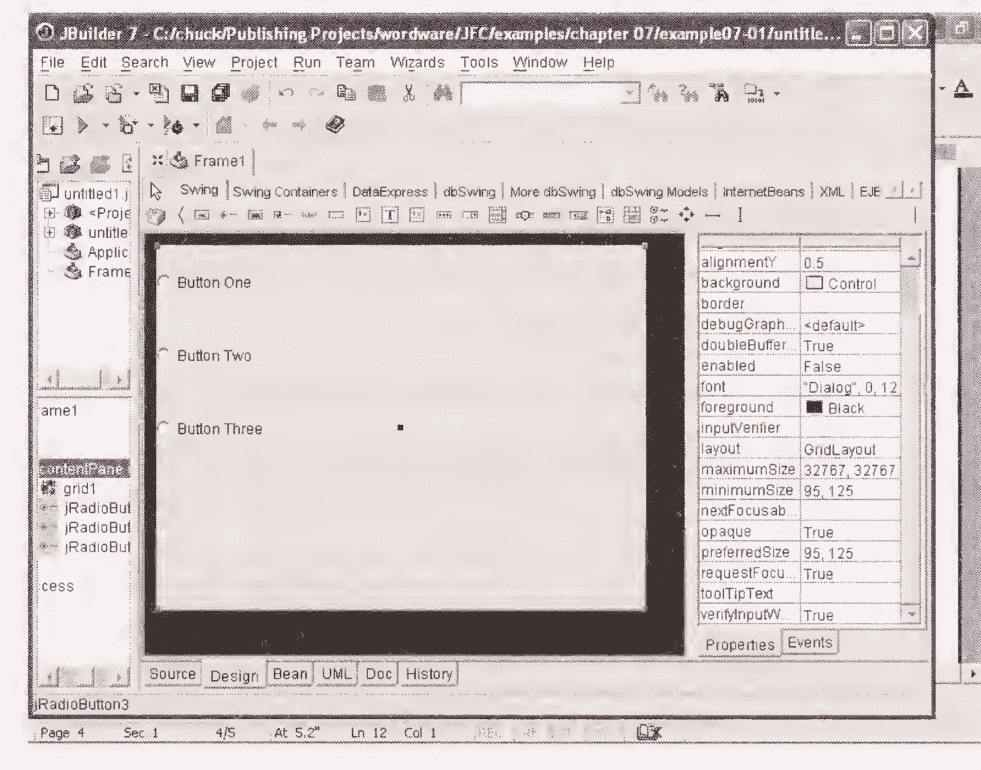 JBuilder 7 - C:/chuck/Publishing Projects/wordware/JFC/examples/chapter 07/example07-01/untitle...
File Edit Search View Project Run Team Wizards Tools Window Help
Frame1
untitled1.j
<Proje
untitle
Applic
Frame
Swing Swing Containers DataExpress dbSwing More dbSwing dbSwing Models InternetBeans XML EJB
Button One
Button Two
Button Three
alignmentY 0.5
background Control
border
debugGraph... <default>
doubleBuffer... True
enabled False
font "Dialog", 0, 12
foreground Black
inputVerifier
layout GridLayout
maximumSize 32767, 32767
minimumSize 95, 125
nextFocusab...
opaque True
preferredSize 95, 125
requestFocu... True
toolTipText
verifyInputW... True
Properties Events
ame1
contentPane
grid1
jRadioBut
jRadioBut
jRadioBut
cess
Source Design Bean UML Doc History
jRadioButton3
Page 4 Sec 1 4/5 At 5.2" Ln 12 Col 1